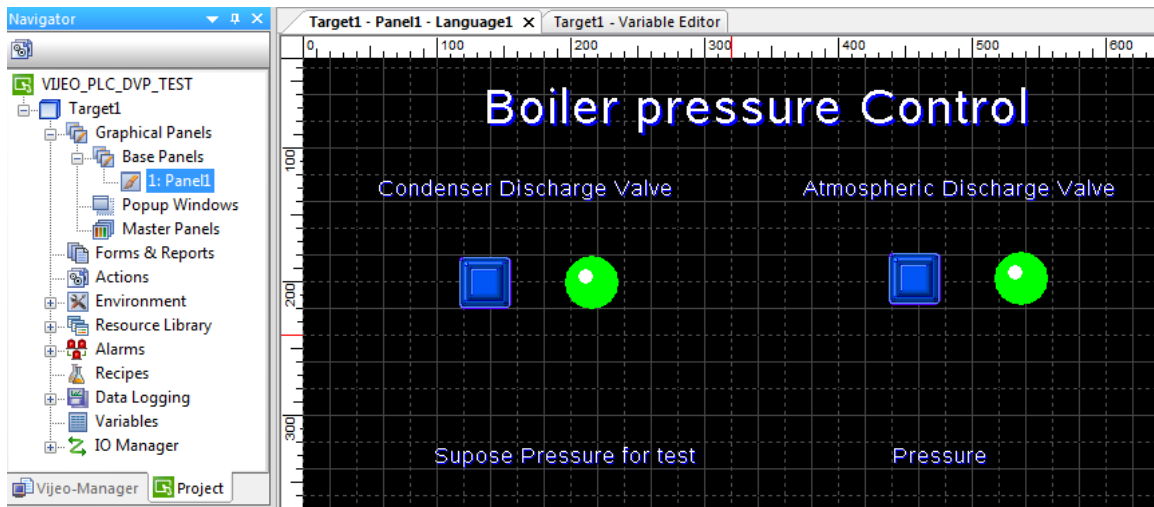 Navigator
Target1 - Panel1 - Language1 X Target1 - Variable Editor
0 100 200 300 400 500 600
VIJEO_PLC_DVP_TEST
Target1
Graphical Panels
Base Panels
1: Panel1
Popup Windows
Master Panels
Forms & Reports
Actions
Environment
Resource Library
Alarms
Recipes
Data Logging
Variables
IO Manager
Vijeo-Manager Project
100
200
300
Boiler pressure Control
Condenser Discharge Valve Atmospheric Discharge Valve
Supose Pressure for test Pressure